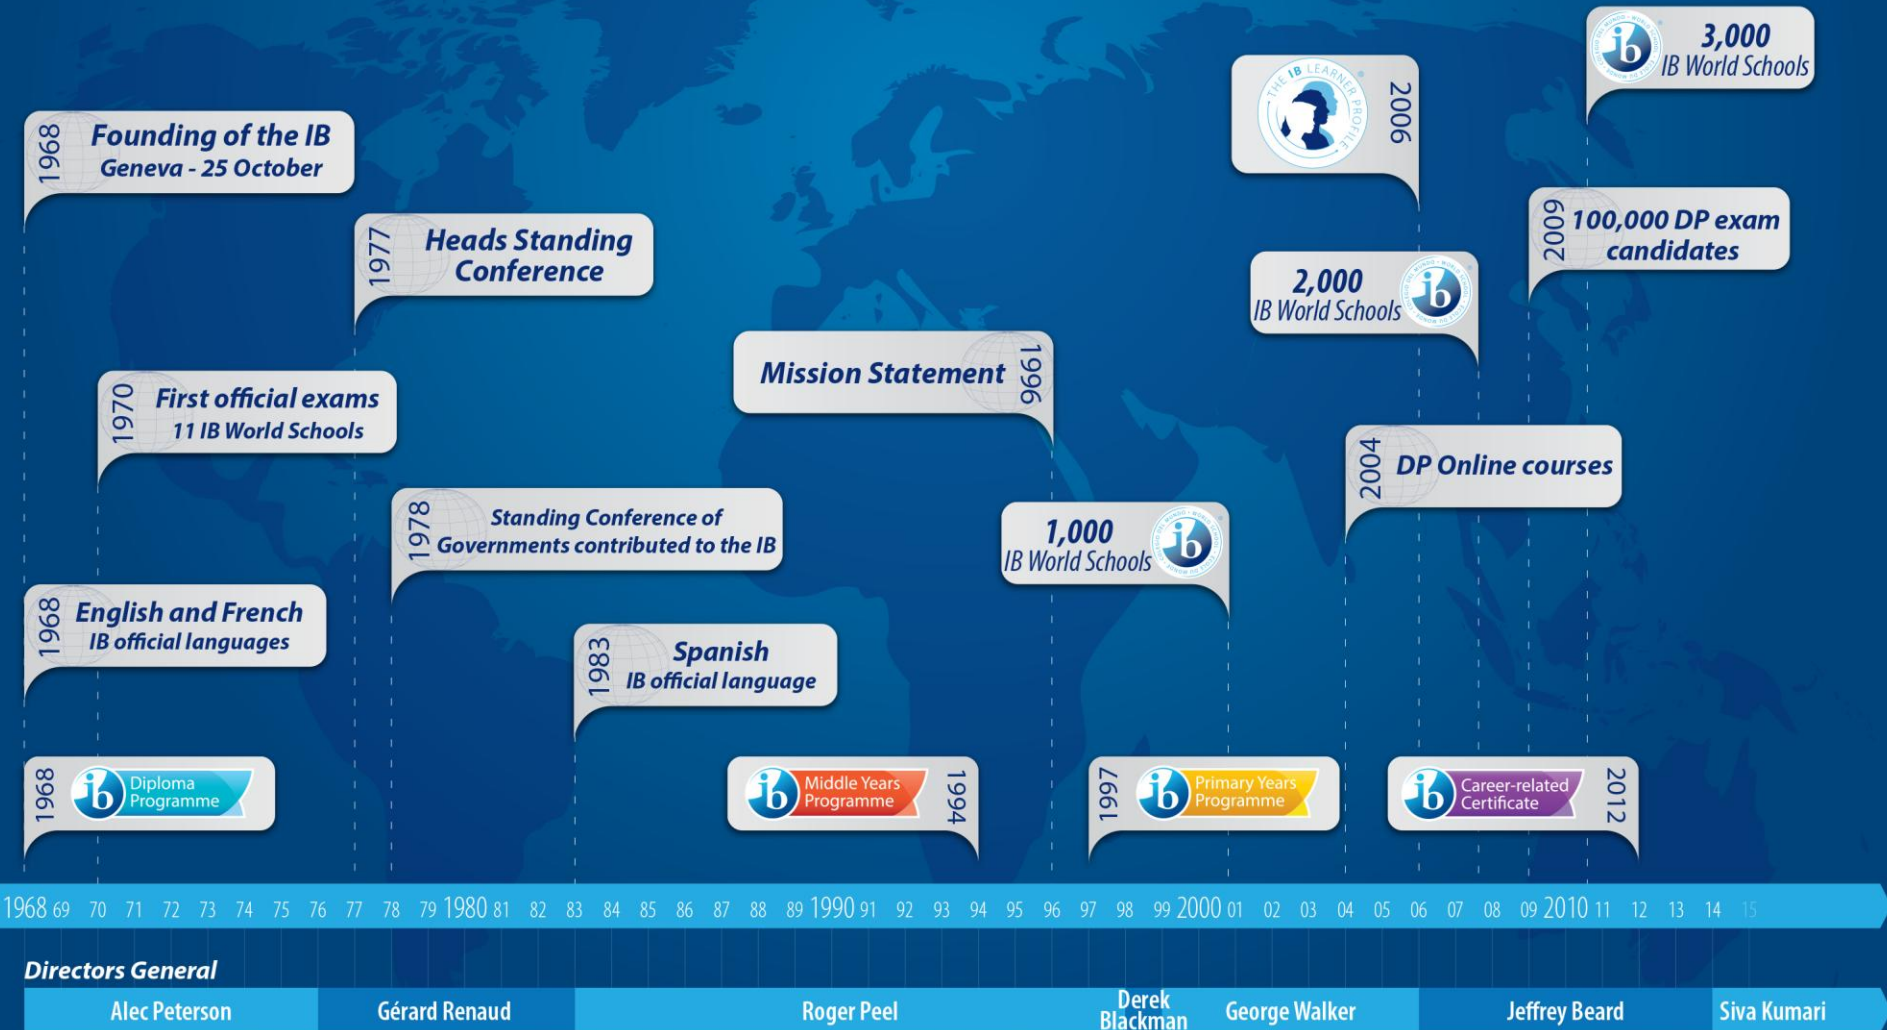 3,000
IB World Schools
THE IB LEARNER PROFILE
2006
1968
Founding of the IB
Geneva - 25 October
1977
Heads Standing
Conference
2009
100,000 DP exam
candidates
2,000
IB World Schools
Mission Statement
1996
1970
First official exams
11 IB World Schools
2004
DP Online courses
1978
Standing Conference of
Governments contributed to the IB
1,000
IB World Schools
1968
English and French
IB official languages
1983
Spanish
IB official language
1968
Diploma
Programme
Middle Years
Programme
1994
1997
Primary Years
Programme
Career-related
Certificate
2012
1968 69 70 71 72 73 74 75 76 77 78 79 1980 81 82 83 84 85 86 87 88 89 1990 91 92 93 94 95 96 97 98 99 2000 01 02 03 04 05 06 07 08 09 2010 11 12 13 14 15
Directors General
Alec Peterson
Gérard Renaud
Roger Peel
Derek
Blackman
George Walker
Jeffrey Beard
Siva Kumari